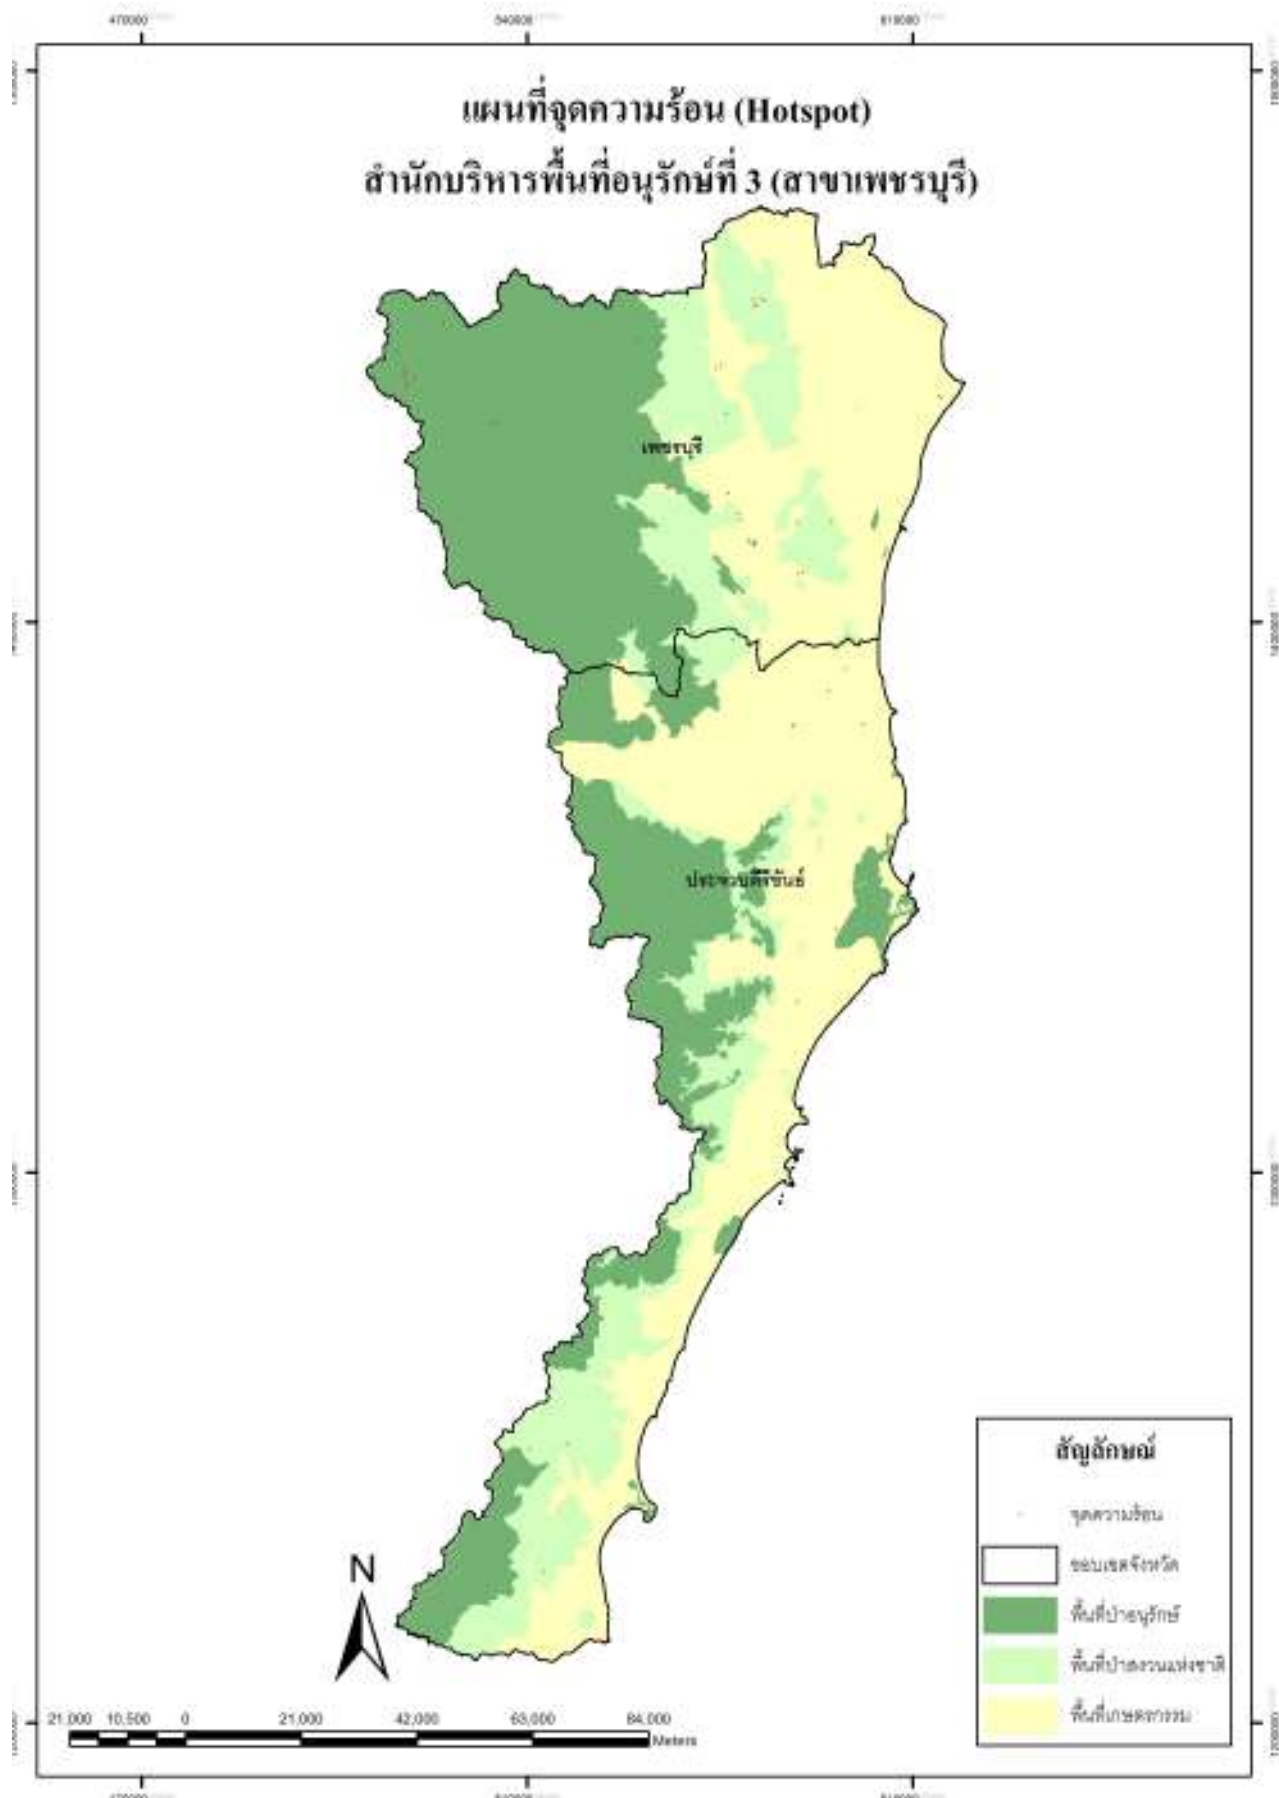 470000
540000
610000
แผนที่จุดความร้อน (Hotspot)
สำนักบริหารพื้นที่อนุรักษ์ที่ 3 (สาขาเพชรบุรี)
เพชรบุรี
ประจวบคีรีขันธ์
สัญลักษณ์
จุดความร้อน
ขอบเขตจังหวัด
พื้นที่ป่าอนุรักษ์
พื้นที่ป่าสงวนแห่งชาติ
พื้นที่เกษตรกรรม
N
21,000 10,500 0 21,000 42,000 63,000 84,000
Meters